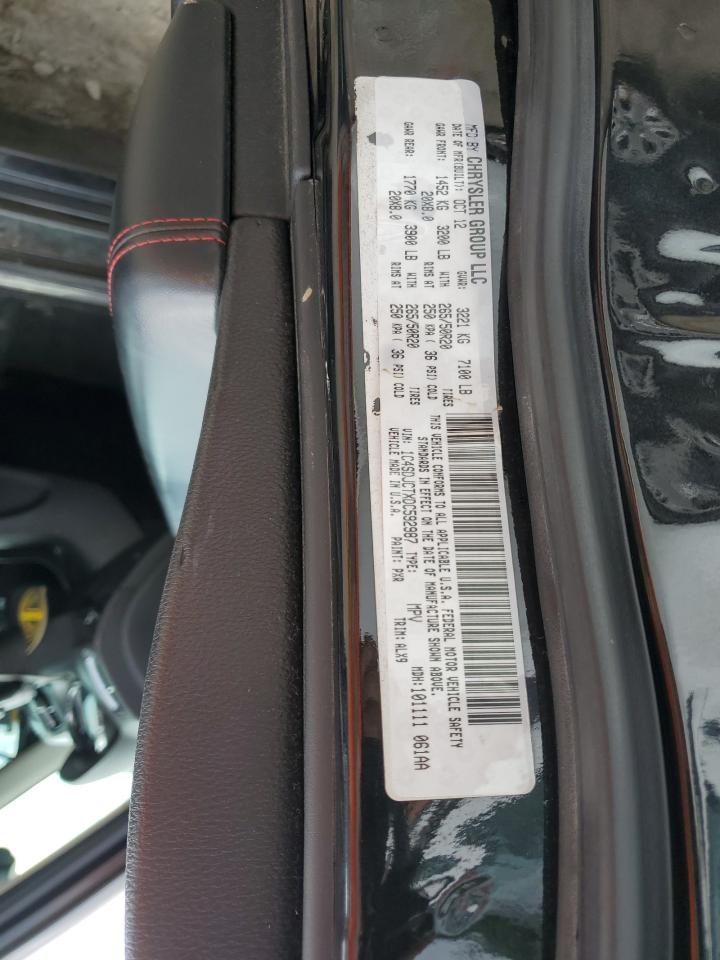 MFD BY CHRYSLER GROUP LLC
DATE OF MFR(BUILT): OCT 12 GVWR: 3221 KG 7100 LB
GAWR FRONT: 1452 KG 3200 LB WITH 265/50R20 TIRES
20X8.0 RIMS AT 250 KPA ( 36 PSI) COLD
GAWR REAR: 1770 KG 3900 LB WITH 265/50R20 TIRES
20X8.0 RIMS AT 250 KPA ( 36 PSI) COLD
THIS VEHICLE CONFORMS TO ALL APPLICABLE U.S.A. FEDERAL MOTOR VEHICLE SAFETY
STANDARDS IN EFFECT ON THE DATE OF MANUFACTURE SHOWN ABOVE.
VIN: 1C4SDJCTXDC592987 TYPE: MPV MDH:101111 061AA
VEHICLE MADE IN U.S.A. PAINT: PXR TRIM: ALX9